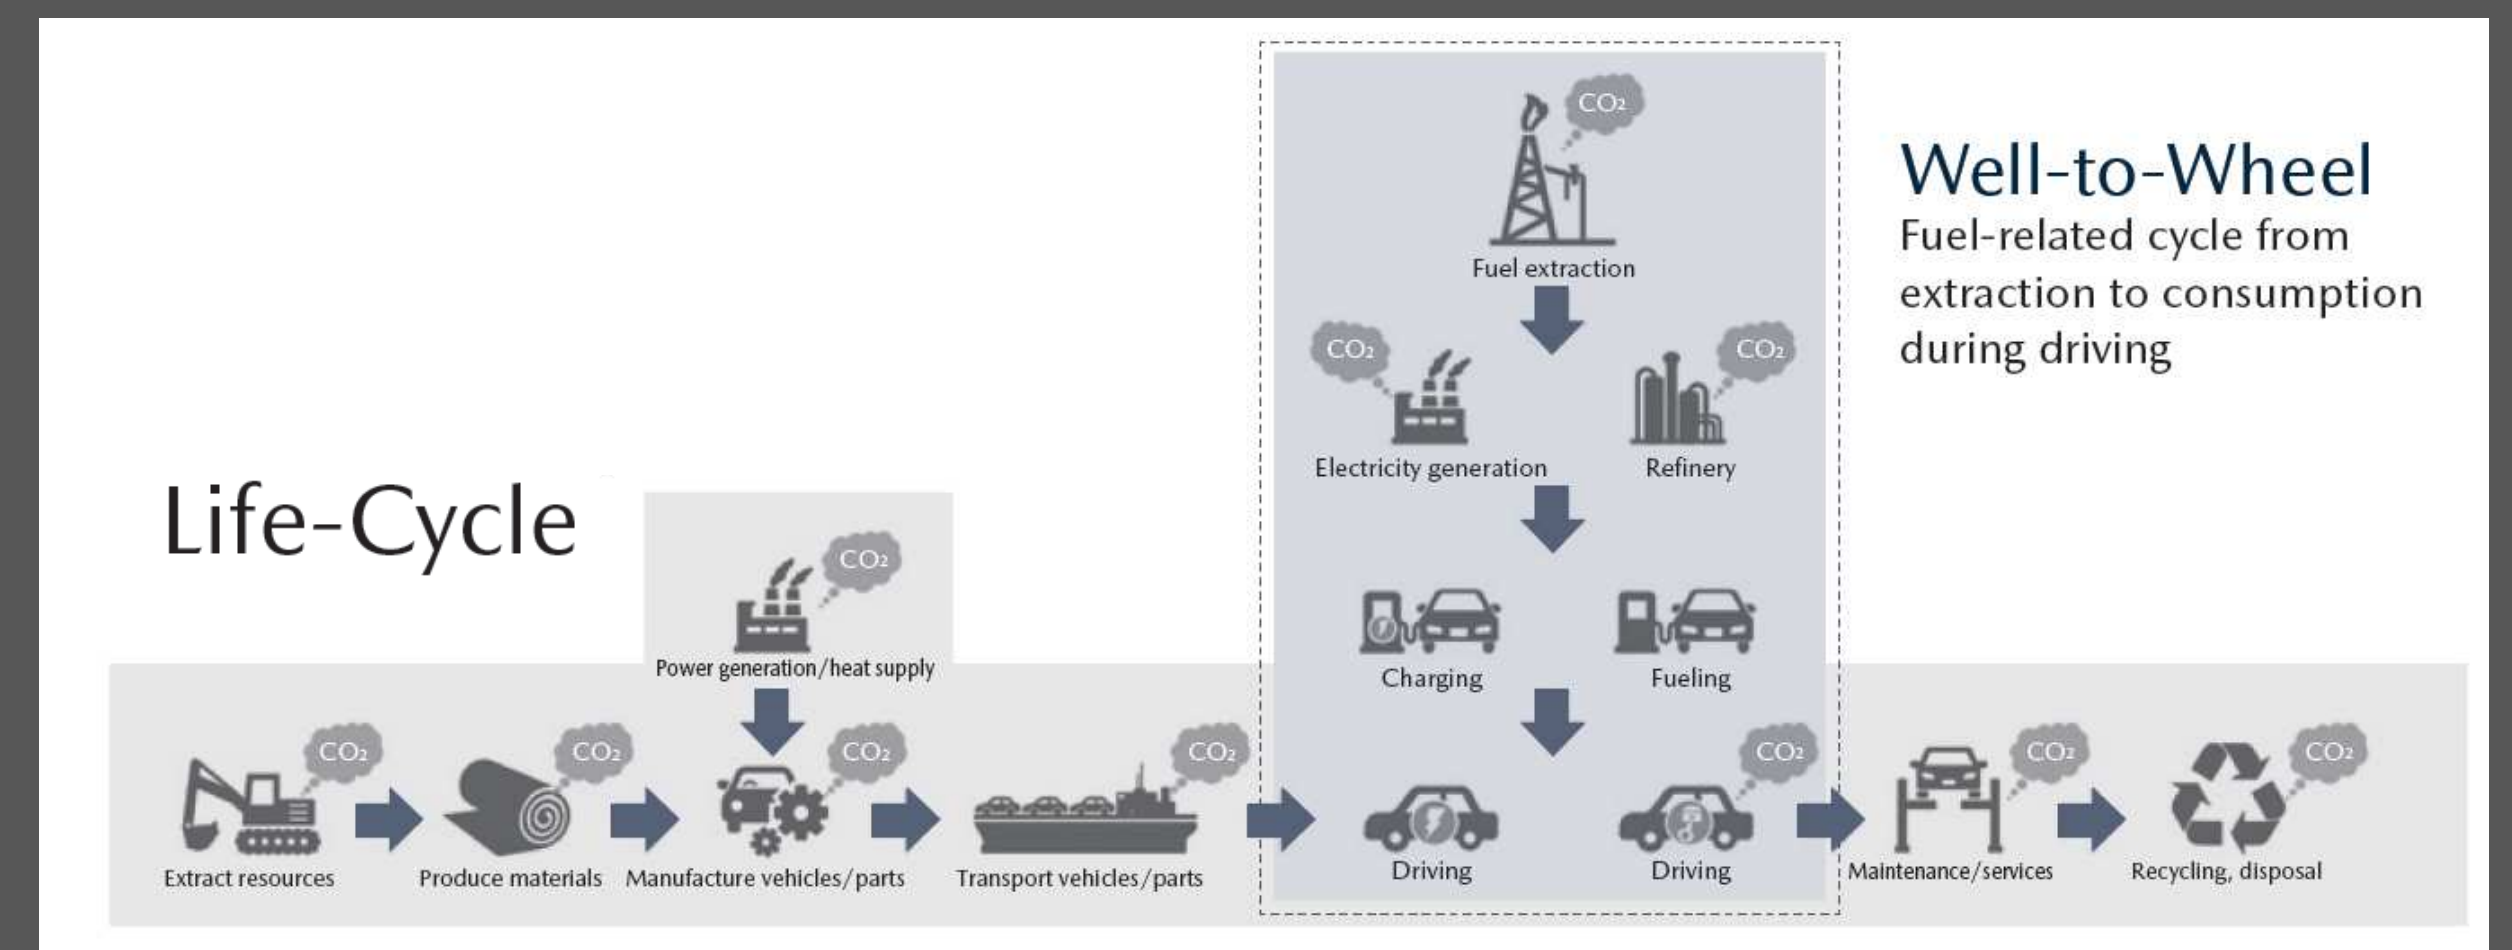 CO₂
Fuel extraction
Well-to-Wheel
Fuel-related cycle from
extraction to consumption
during driving
CO₂
CO₂
Electricity generation
Refinery
Life-Cycle
CO₂
Power generation/heat supply
Charging
Fueling
CO₂
CO₂
CO₂
CO₂
CO₂
CO₂
CO₂
Extract resources
Produce materials
Manufacture vehicles/parts
Transport vehicles/parts
Driving
Driving
Maintenance/services
Recycling, disposal